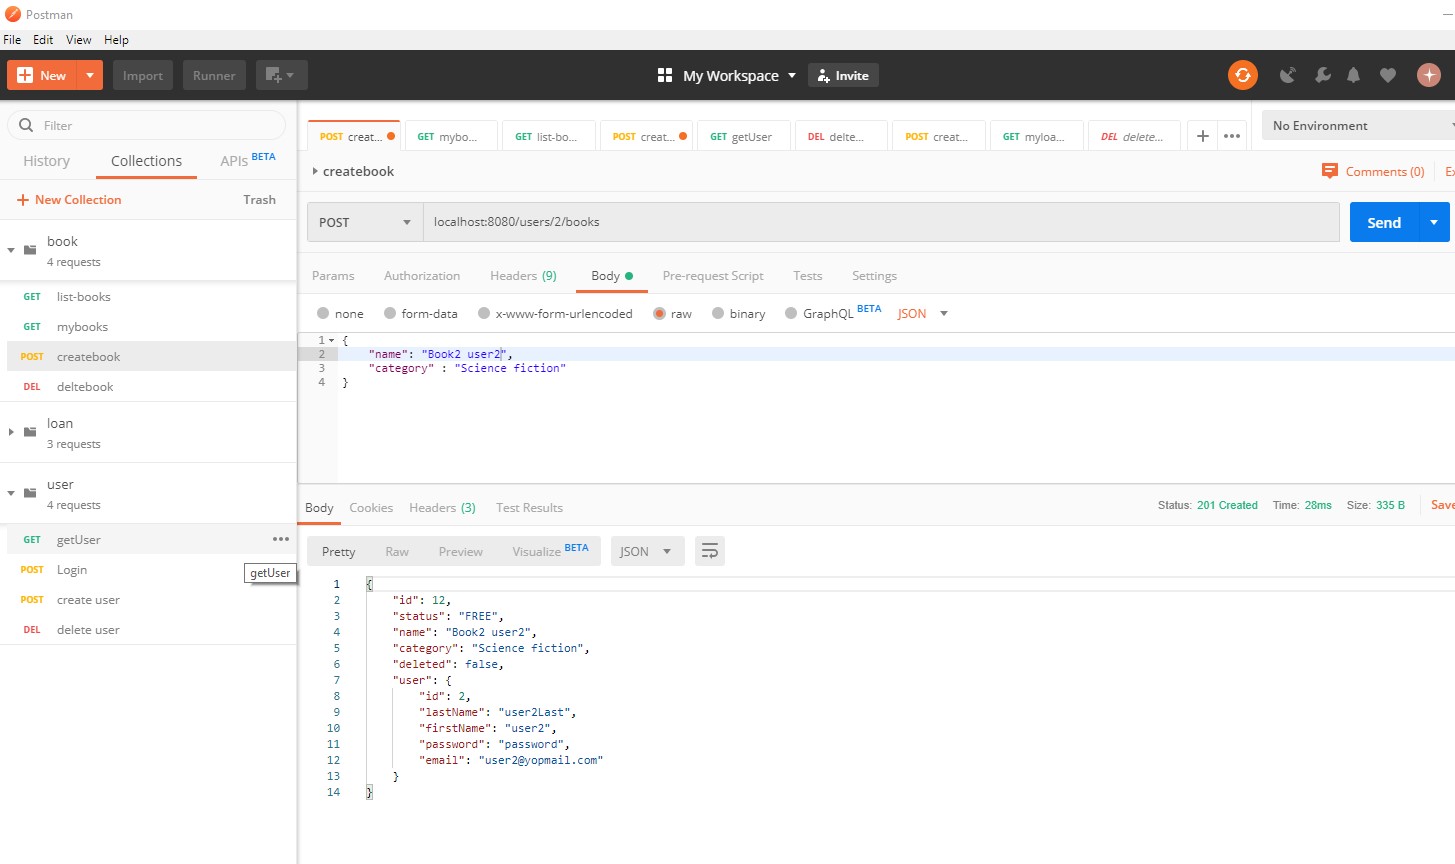 Postman
File Edit View Help
New Import Runner My Workspace Invite
Filter
History Collections APIs BETA
New Collection Trash
book
4 requests
GET list-books
GET mybooks
POST createbook
DEL deltebook
loan
3 requests
user
4 requests
GET getUser
getUser
POST Login
POST create user
DEL delete user
POST creat... GET mybo... GET list-bo... POST creat... GET getUser DEL delte... POST creat... GET myloa... DEL delete... No Environment
createbook Comments (0) Ex
POST localhost:8080/users/2/books Send
Params Authorization Headers (9) Body Pre-request Script Tests Settings
none form-data x-www-form-urlencoded raw binary GraphQL BETA JSON
1 {
2 "name": "Book2 user2",
3 "category" : "Science fiction"
4 }
Body Cookies Headers (3) Test Results Status: 201 Created Time: 28ms Size: 335 B Save
Pretty Raw Preview Visualize BETA JSON
1 {
2 "id": 12,
3 "status": "FREE",
4 "name": "Book2 user2",
5 "category": "Science fiction",
6 "deleted": false,
7 "user": {
8 "id": 2,
9 "lastName": "user2Last",
10 "firstName": "user2",
11 "password": "password",
12 "email": "user2@yopmail.com"
13 }
14 }